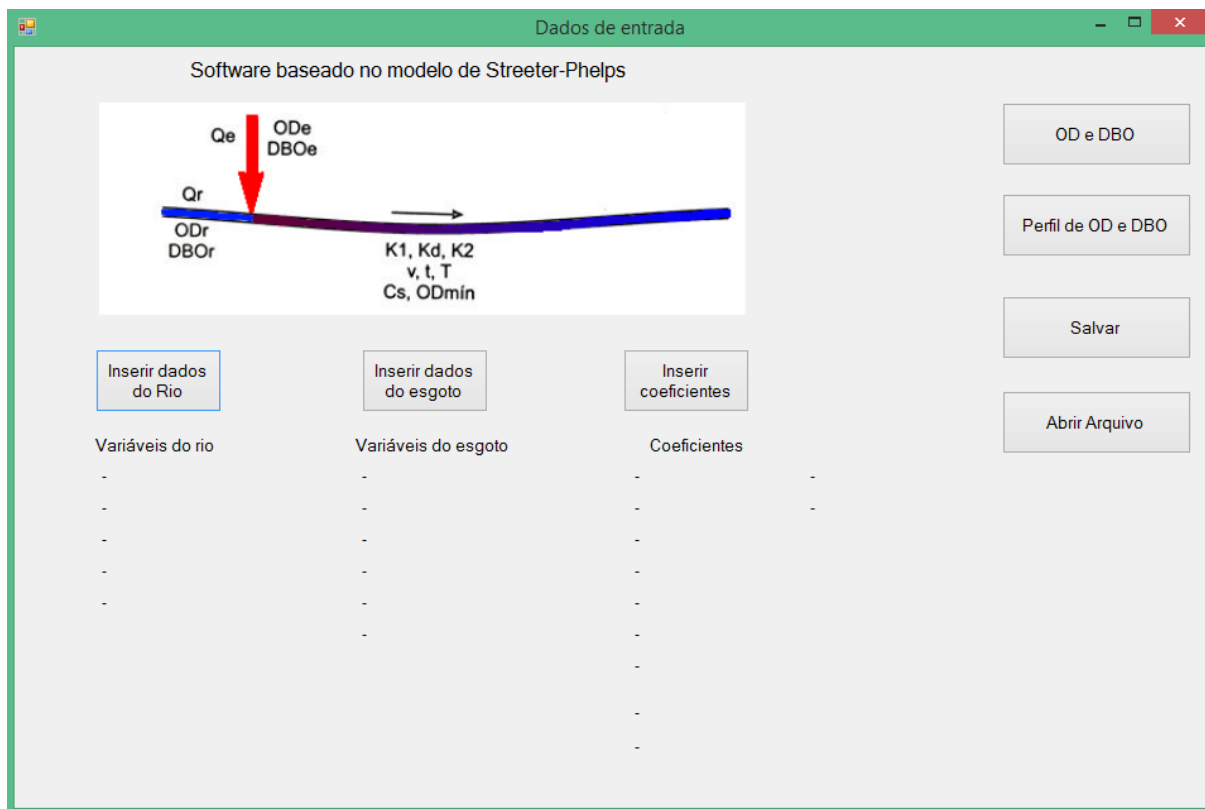 Dados de entrada
Software baseado no modelo de Streeter-Phelps
Qe
ODe
DBOe
Qr
ODr
DBOr
K1, Kd, K2
v, t, T
Cs, ODmín
OD e DBO
Perfil de OD e DBO
Salvar
Abrir Arquivo
Inserir dados
do Rio
Inserir dados
do esgoto
Inserir
coeficientes
Variáveis do rio
-
-
-
-
-
Variáveis do esgoto
-
-
-
-
-
-
Coeficientes
-
-
-
-
-
-
-
-
-
-
-